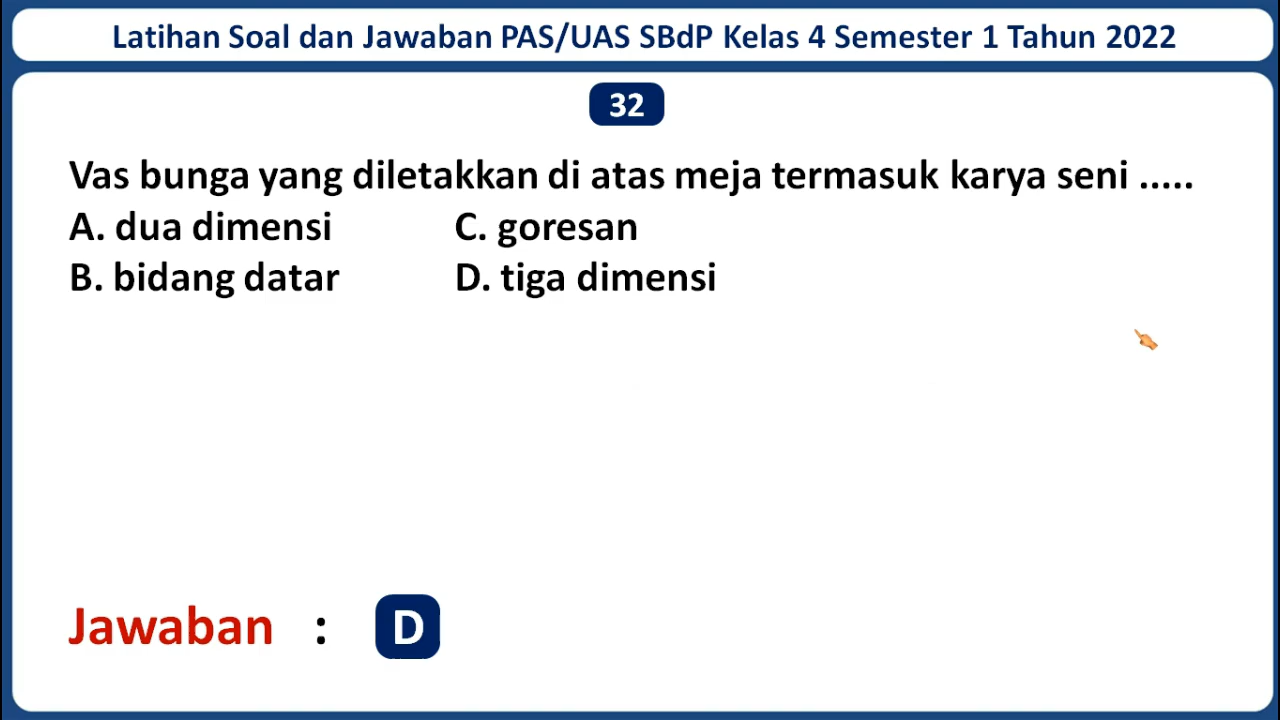 Latihan Soal dan Jawaban PAS/UAS SBdP Kelas 4 Semester 1 Tahun 2022
32
Vas bunga yang diletakkan di atas meja termasuk karya seni .....
A. dua dimensi C. goresan
B. bidang datar D. tiga dimensi
Jawaban : D